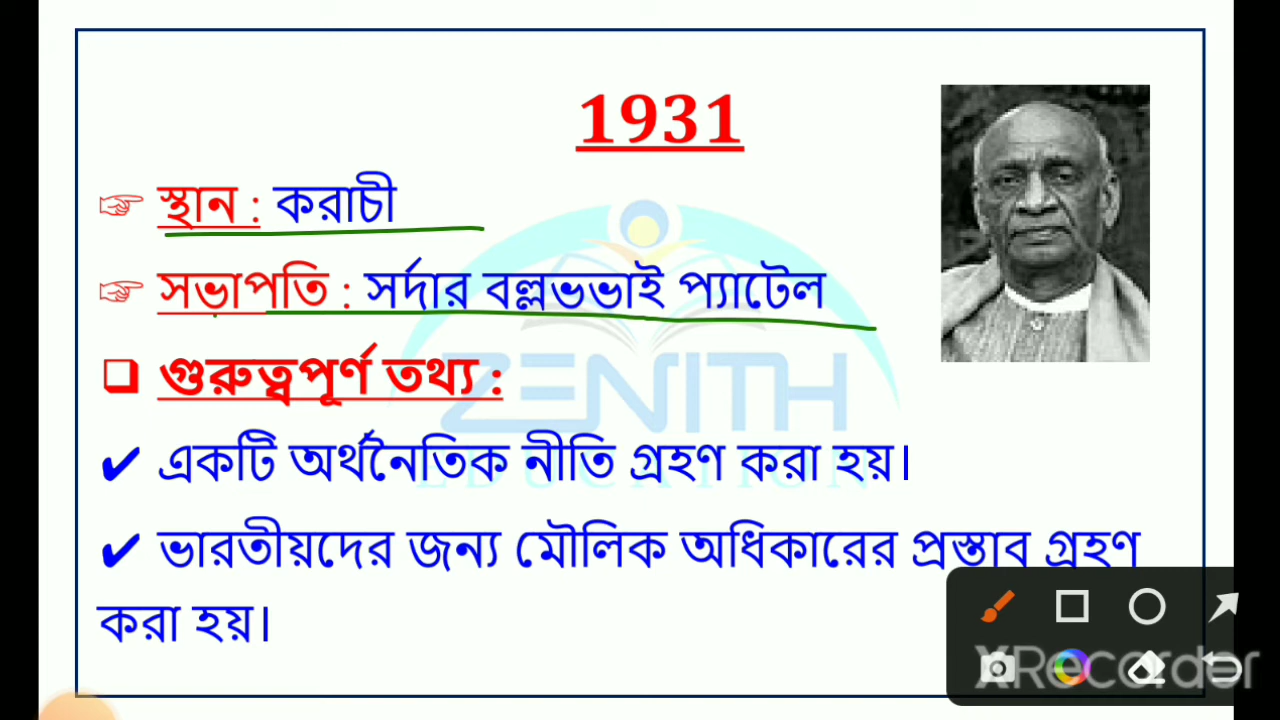 1931
☞ স্থান : করাচী
☞ সভাপতি : সর্দার বল্লভভাই প্যাটেল
❑ গুরুত্বপূর্ণ তথ্য :
ZENITH
✔ একটি অর্থনৈতিক নীতি গ্রহণ করা হয়।
EDUCATION
✔ ভারতীয়দের জন্য মৌলিক অধিকারের প্রস্তাব গ্রহণ
করা হয়।
XRecorder